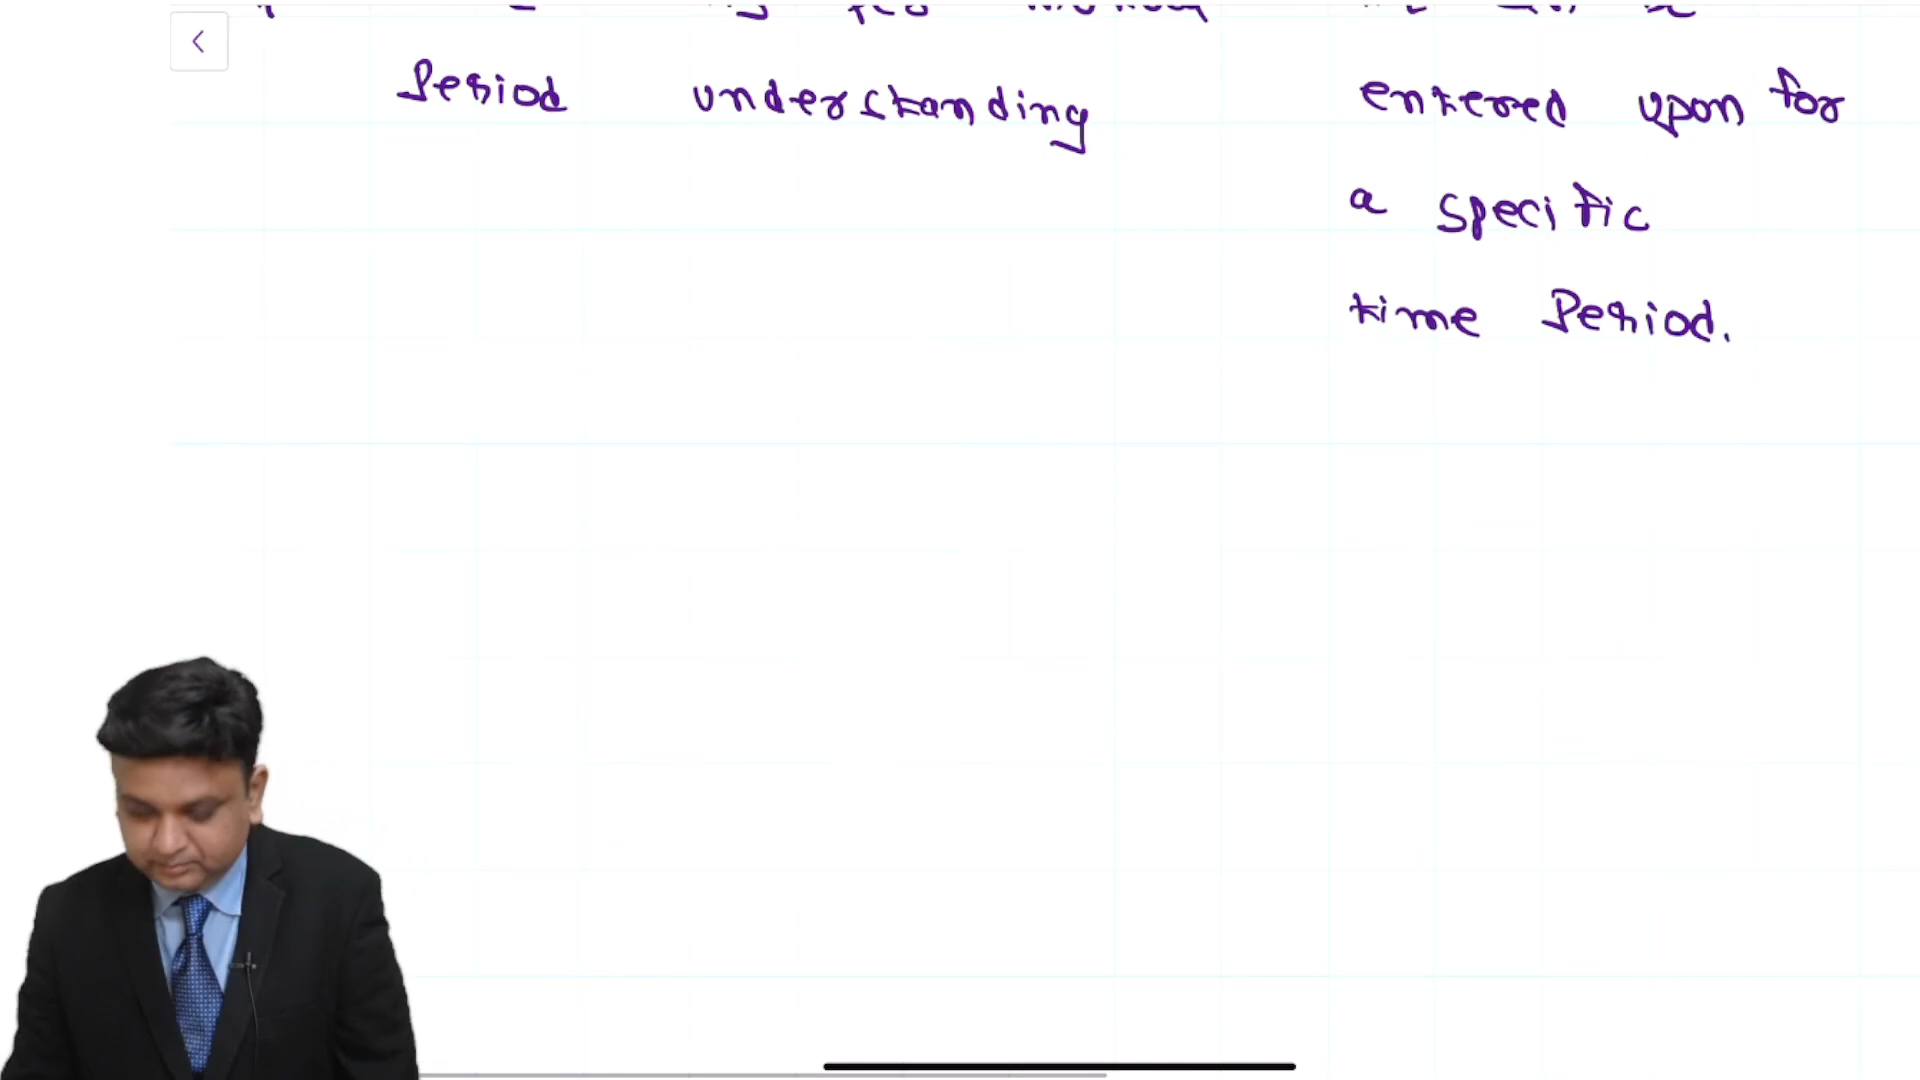 Period understanding entered upon for
a specific
time Period.